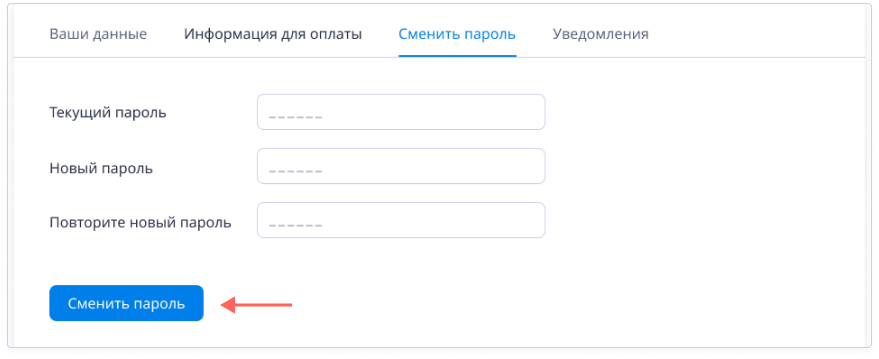 Ваши данные Информация для оплаты Сменить пароль Уведомления
Текущий пароль ______
Новый пароль ______
Повторите новый пароль ______
Сменить пароль